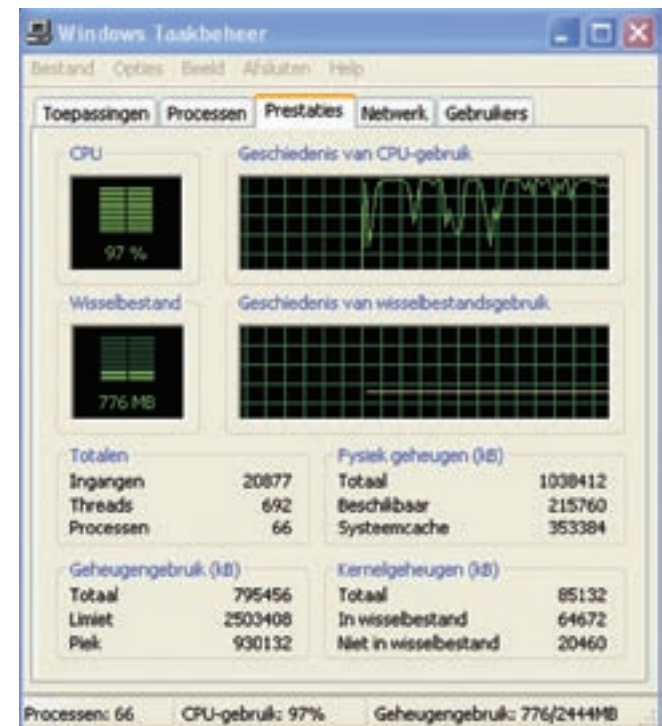 Windows Taakbeheer
Bestand Opties Beeld Afsluiten Help
Toepassingen Processen Prestaties Netwerk Gebruikers
CPU
97 %
Geschiedenis van CPU-gebruik
Wisselbestand
776 MB
Geschiedenis van wisselbestandsgebruik
Totalen
Ingangen 20877
Threads 692
Processen 66
Fysiek geheugen (kB)
Totaal 1038412
Beschikbaar 215760
Systeemcache 353384
Geheugengebruik (kB)
Totaal 795456
Limiet 2503408
Piek 930132
Kernelgeheugen (kB)
Totaal 85132
In wisselbestand 64672
Niet in wisselbestand 20460
Processen: 66 CPU-gebruik: 97% Geheugengebruik: 776/2444MB